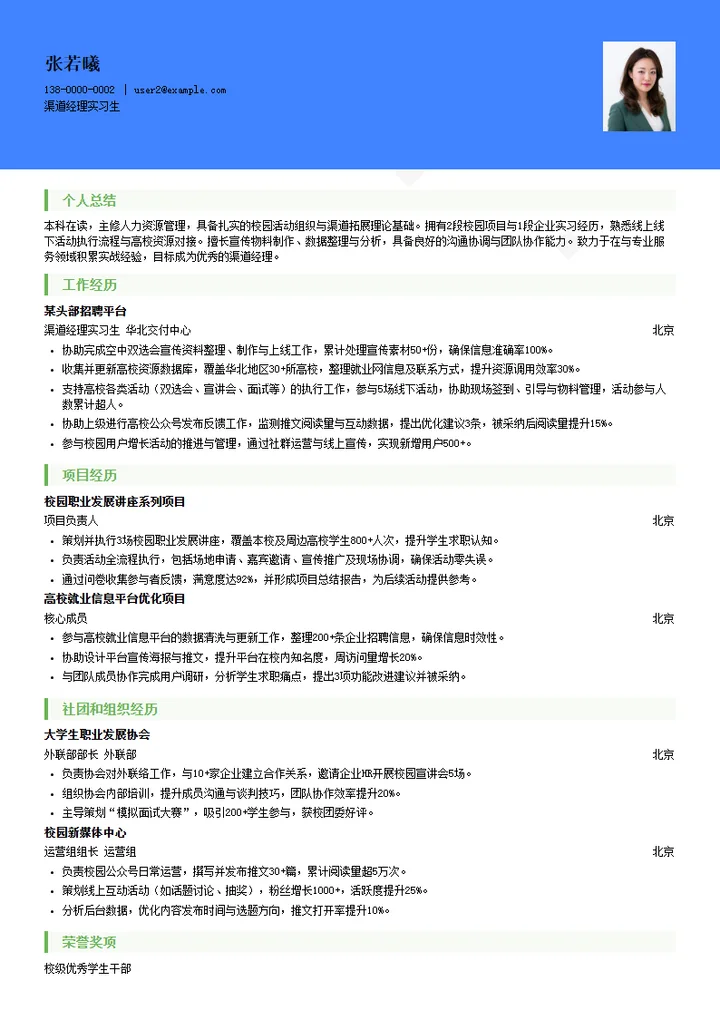 张若曦
138-0000-0002 | user2@example.com
渠道经理实习生
个人总结
本科在读，主修人力资源管理，具备扎实的校园活动组织与渠道拓展理论基础。拥有2段校园项目与1段企业实习经历，熟悉线上线
下活动执行流程与高校资源对接。擅长宣传物料制作、数据整理与分析，具备良好的沟通协调与团队协作能力。致力于在与专业服
务领域积累实战经验，目标成为优秀的渠道经理。
工作经历
某头部招聘平台
渠道经理实习生 华北交付中心 北京
• 协助完成空中双选会宣传资料整理、制作与上线工作，累计处理宣传素材50+份，确保信息准确率100%。
• 收集并更新高校资源数据库，覆盖华北地区30+所高校，整理就业网信息及联系方式，提升资源调用效率30%。
• 支持高校各类活动（双选会、宣讲会、面试等）的执行工作，参与5场线下活动，协助现场签到、引导与物料管理，活动参与人
数累计超人。
• 协助上级进行高校公众号发布反馈工作，监测推文阅读量与互动数据，提出优化建议3条，被采纳后阅读量提升15%。
• 参与校园用户增长活动的推进与管理，通过社群运营与线上宣传，实现新增用户500+。
项目经历
校园职业发展讲座系列项目
项目负责人 北京
• 策划并执行3场校园职业发展讲座，覆盖本校及周边高校学生800+人次，提升学生求职认知。
• 负责活动全流程执行，包括场地申请、嘉宾邀请、宣传推广及现场协调，确保活动零失误。
• 通过问卷收集参与者反馈，满意度达92%，并形成项目总结报告，为后续活动提供参考。
高校就业信息平台优化项目
核心成员 北京
• 参与高校就业信息平台的数据清洗与更新工作，整理200+条企业招聘信息，确保信息时效性。
• 协助设计平台宣传海报与推文，提升平台在校内知名度，周访问量增长20%。
• 与团队成员协作完成用户调研，分析学生求职痛点，提出3项功能改进建议并被采纳。
社团和组织经历
大学生职业发展协会
外联部部长 外联部 北京
• 负责协会对外联络工作，与10+家企业建立合作关系，邀请企业HR开展校园宣讲会5场。
• 组织协会内部培训，提升成员沟通与谈判技巧，团队协作效率提升20%。
• 主导策划“模拟面试大赛”，吸引200+学生参与，获校团委好评。
校园新媒体中心
运营组组长 运营组 北京
• 负责校园公众号日常运营，撰写并发布推文30+篇，累计阅读量超5万次。
• 策划线上互动活动（如话题讨论、抽奖），粉丝增长1000+，活跃度提升25%。
• 分析后台数据，优化内容发布时间与选题方向，推文打开率提升10%。
荣誉奖项
校级优秀学生干部